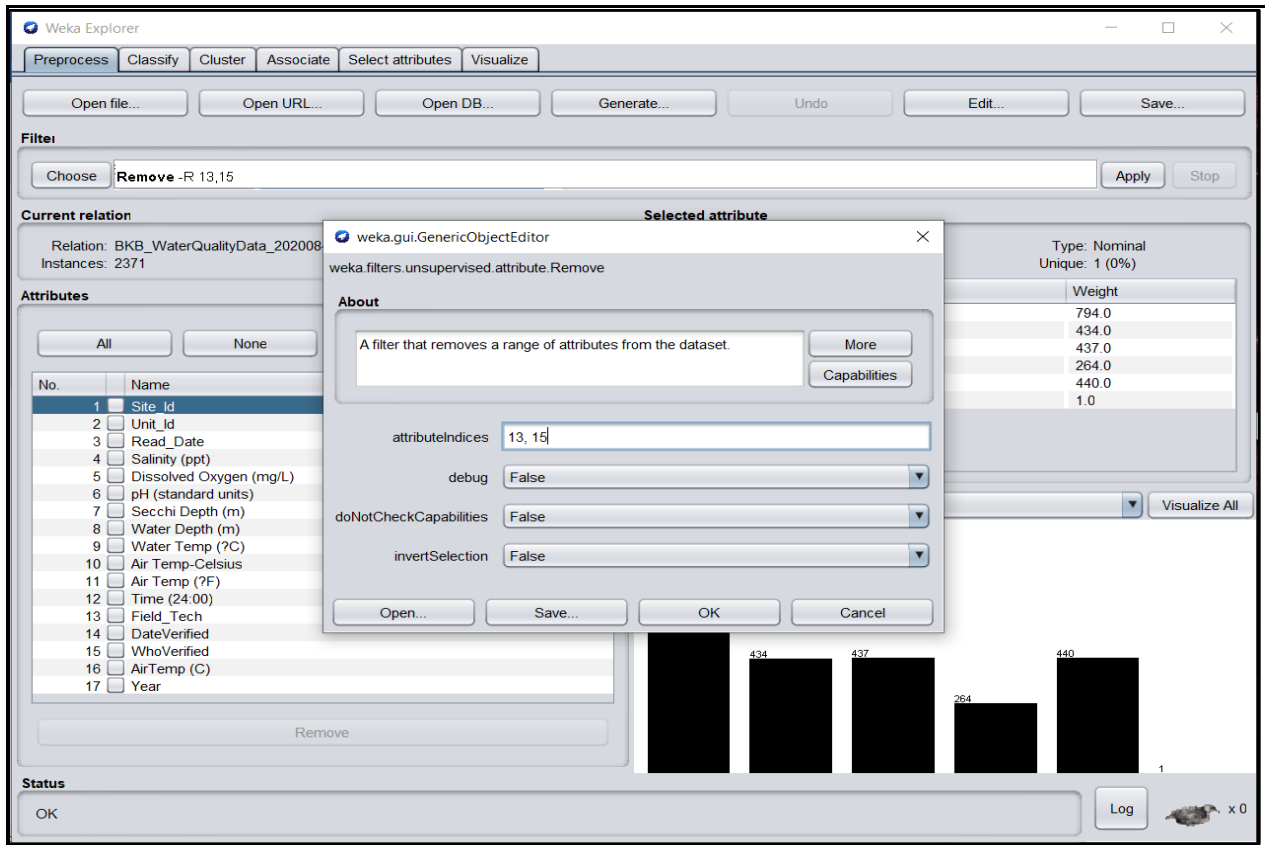 Weka Explorer
Preprocess Classify Cluster Associate Select attributes Visualize
Open file... Open URL... Open DB... Generate... Undo Edit... Save...
Filter
Choose Remove -R 13,15 Apply Stop
Current relation
Relation: BKB_WaterQualityData_202008
Instances: 2371
Attributes
All None
No. Name
1 Site_Id
2 Unit_Id
3 Read_Date
4 Salinity (ppt)
5 Dissolved Oxygen (mg/L)
6 pH (standard units)
7 Secchi Depth (m)
8 Water Depth (m)
9 Water Temp (?C)
10 Air Temp-Celsius
11 Air Temp (?F)
12 Time (24:00)
13 Field_Tech
14 DateVerified
15 WhoVerified
16 AirTemp (C)
17 Year
Remove
weka.gui.GenericObjectEditor
weka.filters.unsupervised.attribute.Remove
About
A filter that removes a range of attributes from the dataset. More
Capabilities
attributeIndices 13, 15
debug False
doNotCheckCapabilities False
invertSelection False
Open... Save... OK Cancel
Selected attribute
Type: Nominal
Unique: 1 (0%)
Weight
794.0
434.0
437.0
264.0
440.0
1.0
Visualize All
434 437 264 440 1
Status
OK Log x 0